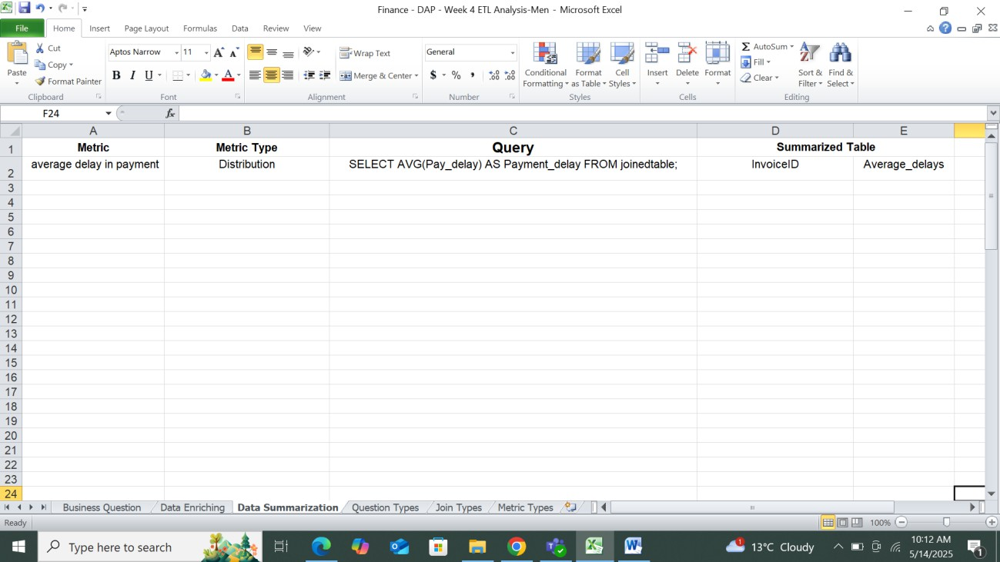 Finance - DAP - Week 4 ETL Analysis-Men - Microsoft Excel
File Home Insert Page Layout Formulas Data Review View
Paste Cut Copy Format Painter Clipboard
Aptos Narrow 11 A A B I U A Font
Wrap Text Merge & Center Alignment
General $ % , .0 .00 .00 .0 Number
Conditional Formatting Format as Table Cell Styles Styles
Insert Delete Format Cells
Σ AutoSum Fill Clear Sort & Filter Find & Select Editing
F24 fx
A B C D E
1 Metric Metric Type Query Summarized Table
2 average delay in payment Distribution SELECT AVG(Pay_delay) AS Payment_delay FROM joinedtable; InvoiceID Average_delays
3
4
5
6
7
8
9
10
11
12
13
14
15
16
17
18
19
20
21
22
23
24
Business Question Data Enriching Data Summarization Question Types Join Types Metric Types
Ready 100%
Type here to search 13°C Cloudy 10:12 AM
5/14/2025